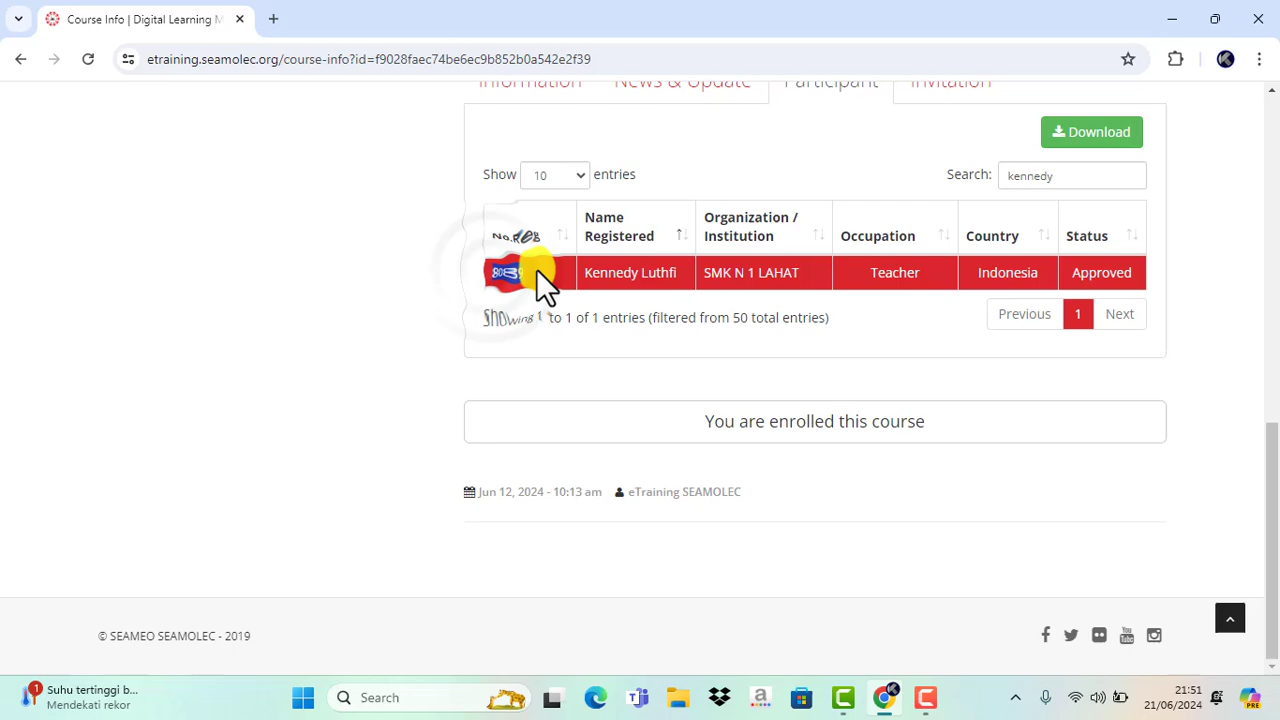 Course Info | Digital Learning M
etraining.seamolec.org/course-info?id=f9028faec74be6ec9b852b0a542e2f39
Information News & Update Participant Invitation
Download
Show 10 entries Search: kennedy
Name Registered Organization / Institution Occupation Country Status
Kennedy Luthfi SMK N 1 LAHAT Teacher Indonesia Approved
Showing 1 to 1 of 1 entries (filtered from 50 total entries) Previous 1 Next
You are enrolled this course
Jun 12, 2024 - 10:13 am eTraining SEAMOLEC
© SEAMEO SEAMOLEC - 2019
1 Suhu tertinggi b... Search 21:51
Mendekati rekor 21/06/2024